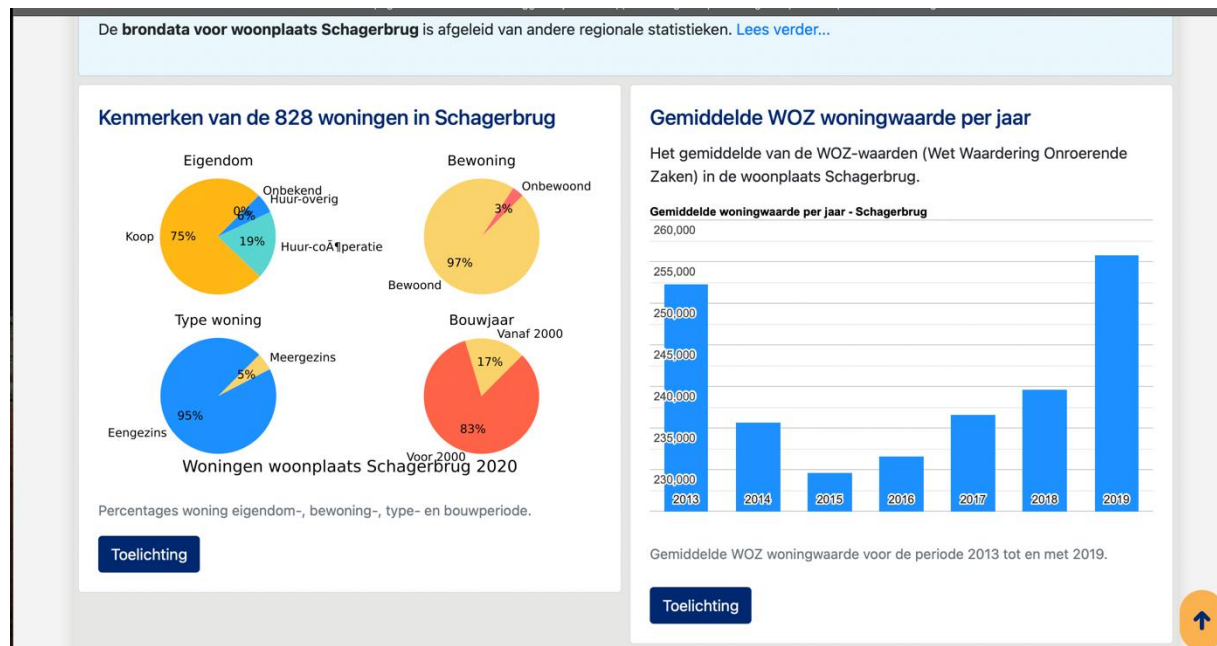 De brondata voor woonplaats Schagerbrug is afgeleid van andere regionale statistieken. Lees verder...
Kenmerken van de 828 woningen in Schagerbrug
Eigendom
Onbekend
Huur-overig
0%
6%
Koop
75%
19%
Huur-coÃ¶peratie
Bewoning
Onbewoond
3%
97%
Bewoond
Type woning
Meergezins
5%
95%
Eengezins
Bouwjaar
Vanaf 2000
17%
83%
Voor 2000
Woningen woonplaats Schagerbrug 2020
Percentages woning eigendom-, bewoning-, type- en bouwperiode.
Toelichting
Gemiddelde WOZ woningwaarde per jaar
Het gemiddelde van de WOZ-waarden (Wet Waardering Onroerende
Zaken) in de woonplaats Schagerbrug.
Gemiddelde woningwaarde per jaar - Schagerbrug
260,000
255,000
250,000
245,000
240,000
235,000
230,000
2013 2014 2015 2016 2017 2018 2019
Gemiddelde WOZ woningwaarde voor de periode 2013 tot en met 2019.
Toelichting